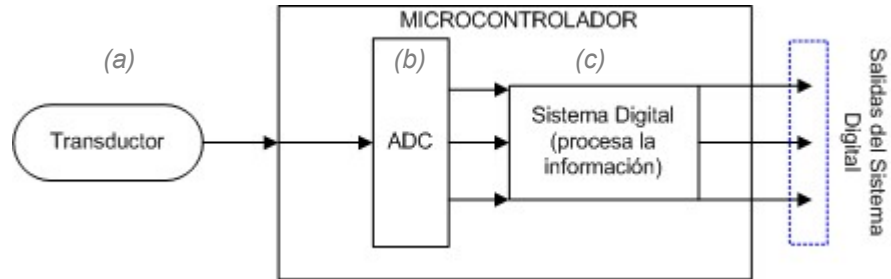 MICROCONTROLADOR
(a)
(b)
(c)
Transductor
ADC
Sistema Digital
(procesa la
información)
Salidas del Sistema
Digital